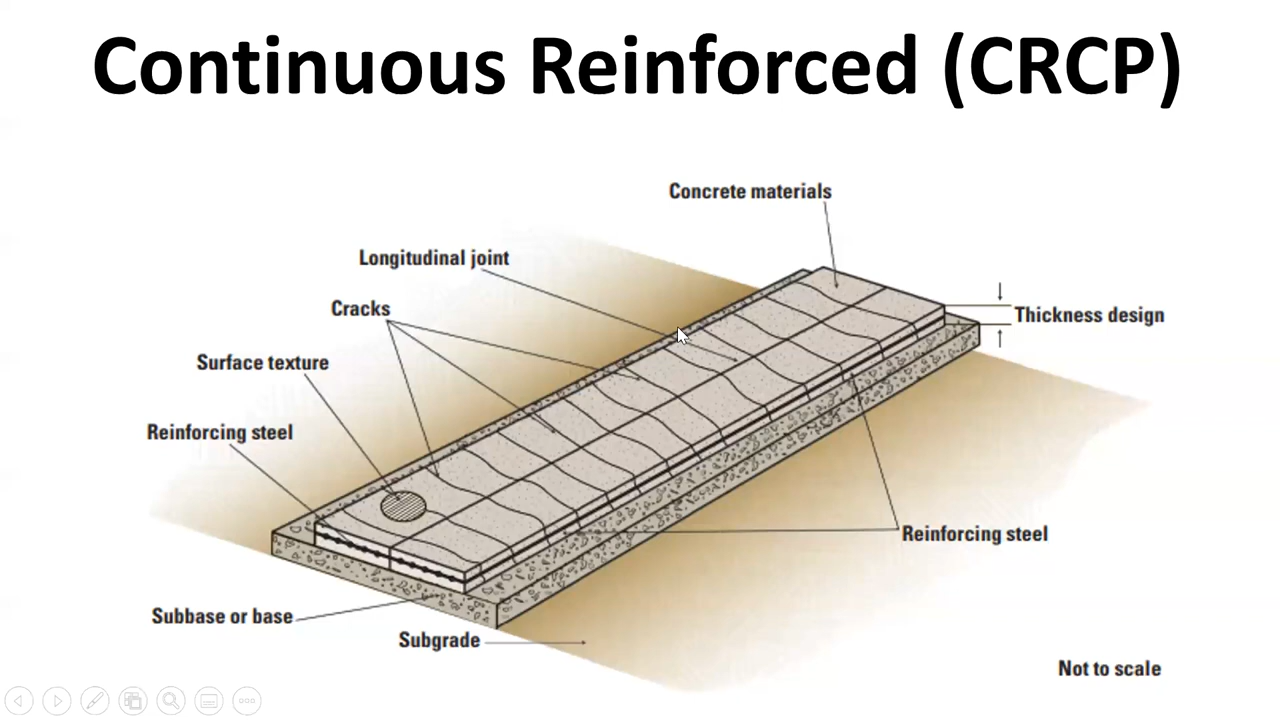 Continuous Reinforced (CRCP)
Concrete materials
Longitudinal joint
Cracks
Thickness design
Surface texture
Reinforcing steel
Reinforcing steel
Subbase or base
Subgrade
Not to scale